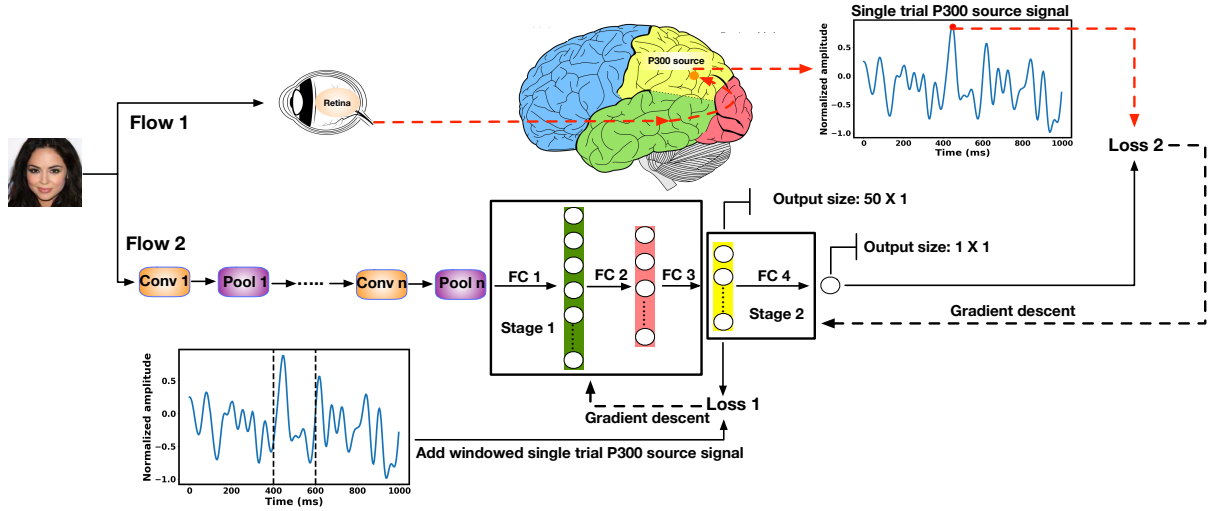 Single trial P300 source signal
Normalized amplitude
0.5
0.0
−0.5
−1.0
0 200 400 600 800 1000
Time (ms)
P300 source
Retina
Flow 1
Loss 2
Output size: 50 X 1
Output size: 1 X 1
Flow 2
Conv 1
Pool 1
......
Conv n
Pool n
FC 1
FC 2
FC 3
FC 4
Stage 1
Stage 2
Gradient descent
Loss 1
Gradient descent
Add windowed single trial P300 source signal
Normalized amplitude
0.5
0.0
−0.5
−1.0
0 200 400 600 800 1000
Time (ms)